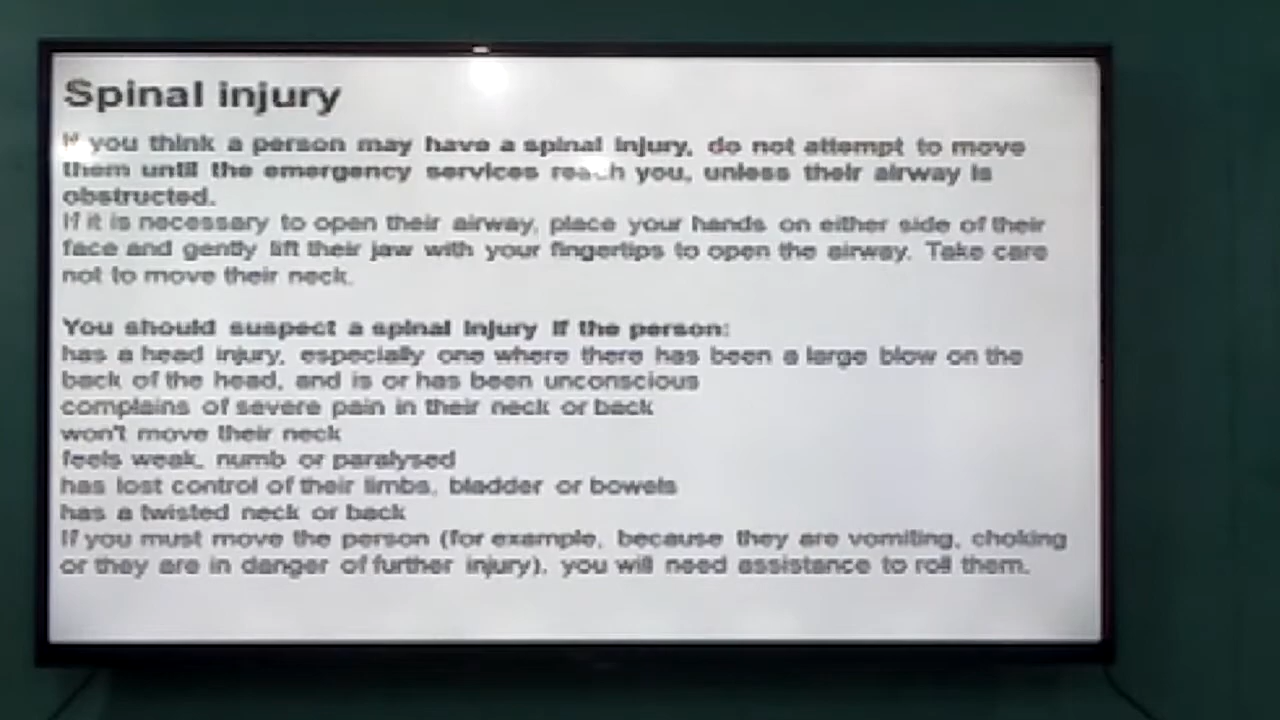 Spinal injury
If you think a person may have a spinal injury, do not attempt to move
them until the emergency services reach you, unless their airway is
obstructed.
If it is necessary to open their airway, place your hands on either side of their
face and gently lift their jaw with your fingertips to open the airway. Take care
not to move their neck.
You should suspect a spinal injury if the person:
has a head injury, especially one where there has been a large blow on the
back of the head, and is or has been unconscious
complains of severe pain in their neck or back
won't move their neck
feels weak, numb or paralysed
has lost control of their limbs, bladder or bowels
has a twisted neck or back
If you must move the person (for example, because they are vomiting, choking
or they are in danger of further injury), you will need assistance to roll them.